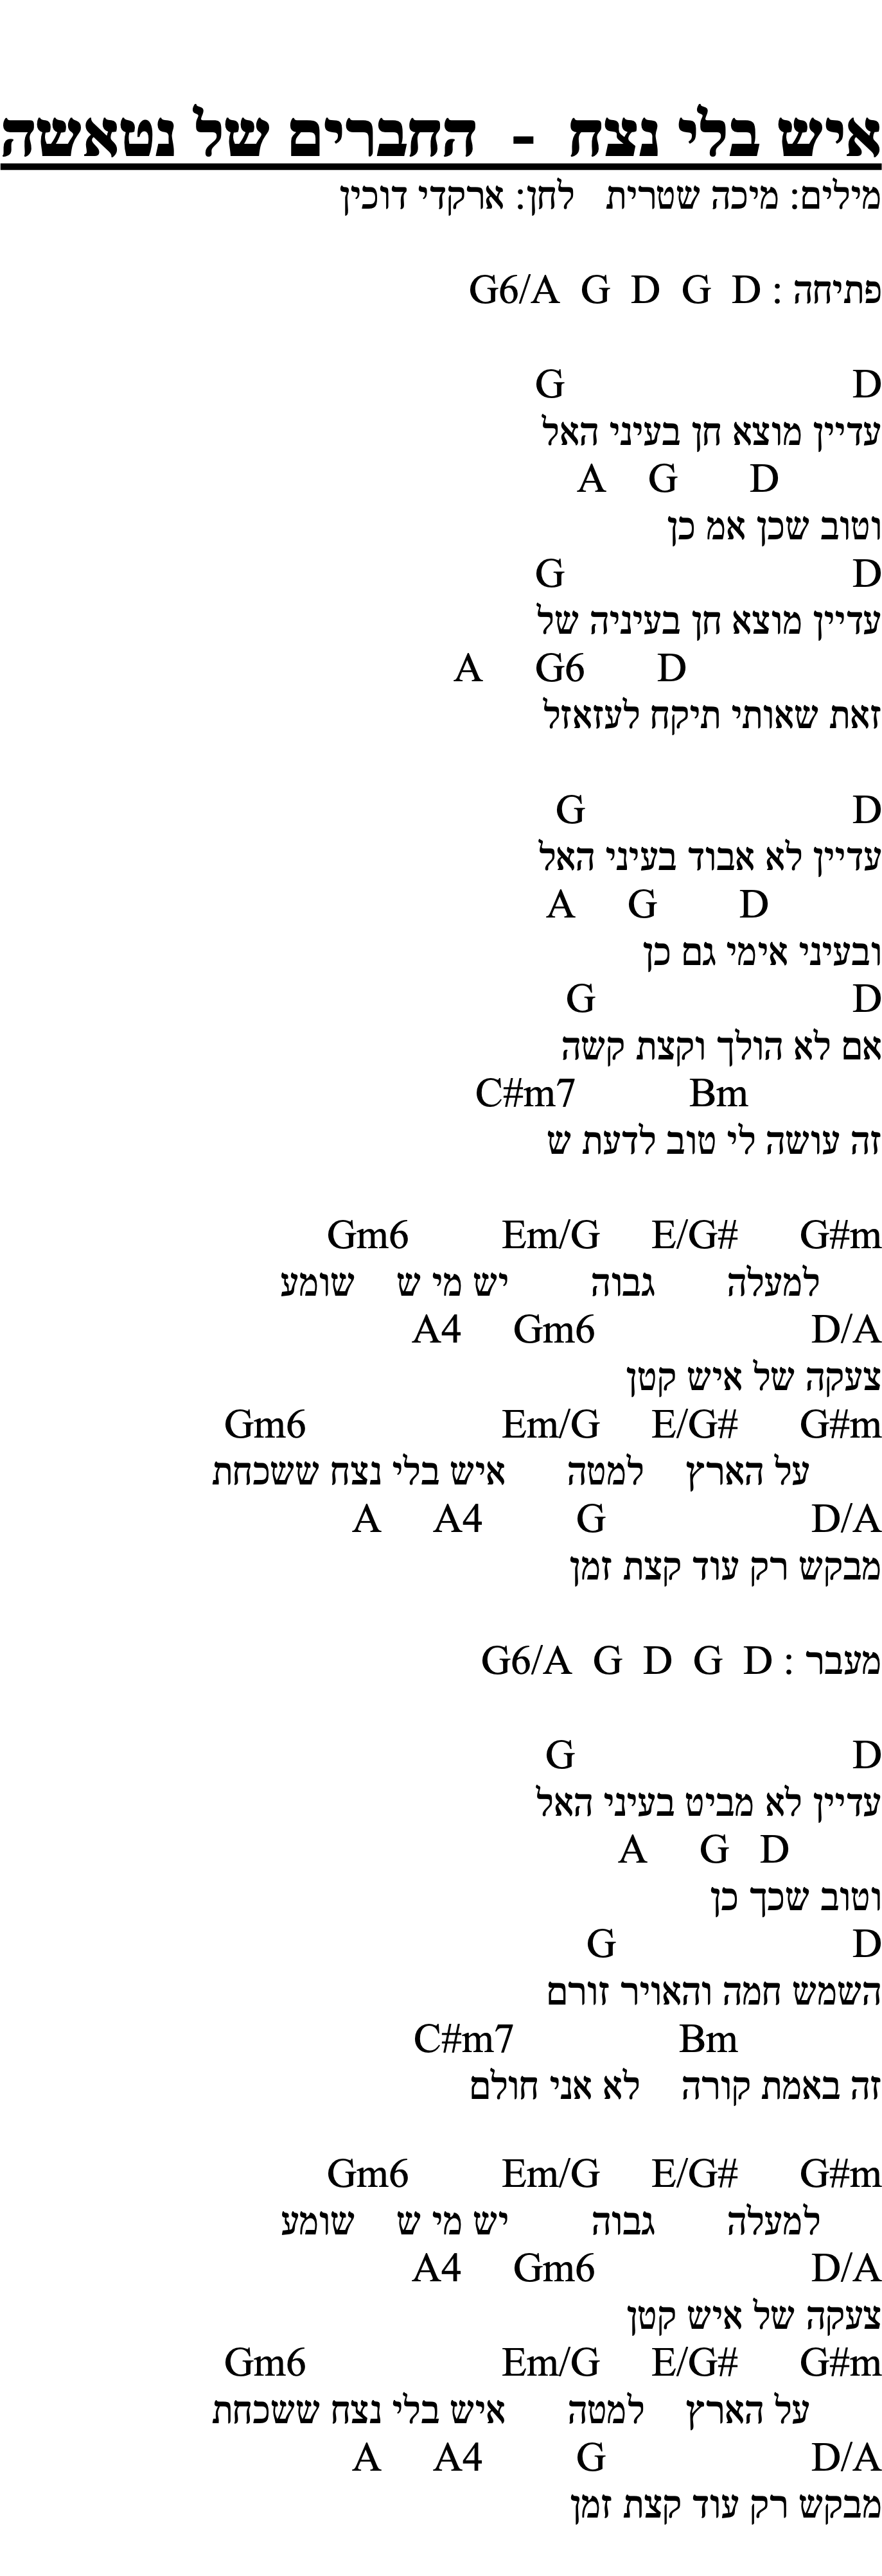 איש בלי נצח - החברים של נטאשה
מילים: מיכה שטרית לחן: ארקדי דוכין
פתיחה : G6/A G D G D
G D
עדיין מוצא חן בעיני האל
A G D
וטוב שכן אמ כן
G D
עדיין מוצא חן בעיניה של
A G6 D
זאת שאותי תיקח לעזאזל
G D
עדיין לא אבוד בעיני האל
A G D
ובעיני אימי גם כן
G D
אם לא הולך וקצת קשה
C#m7 Bm
זה עושה לי טוב לדעת ש
Gm6 Em/G E/G# G#m
למעלה גבוה יש מי ש שומע
A4 Gm6 D/A
צעקה של איש קטן
Gm6 Em/G E/G# G#m
על הארץ למטה איש בלי נצח ששכחת
A A4 G D/A
מבקש רק עוד קצת זמן
מעבר : G6/A G D G D
G D
עדיין לא מביט בעיני האל
A G D
וטוב שכך כן
G D
השמש חמה והאויר זורם
C#m7 Bm
זה באמת קורה לא אני חולם
Gm6 Em/G E/G# G#m
למעלה גבוה יש מי ש שומע
A4 Gm6 D/A
צעקה של איש קטן
Gm6 Em/G E/G# G#m
על הארץ למטה איש בלי נצח ששכחת
A A4 G D/A
מבקש רק עוד קצת זמן